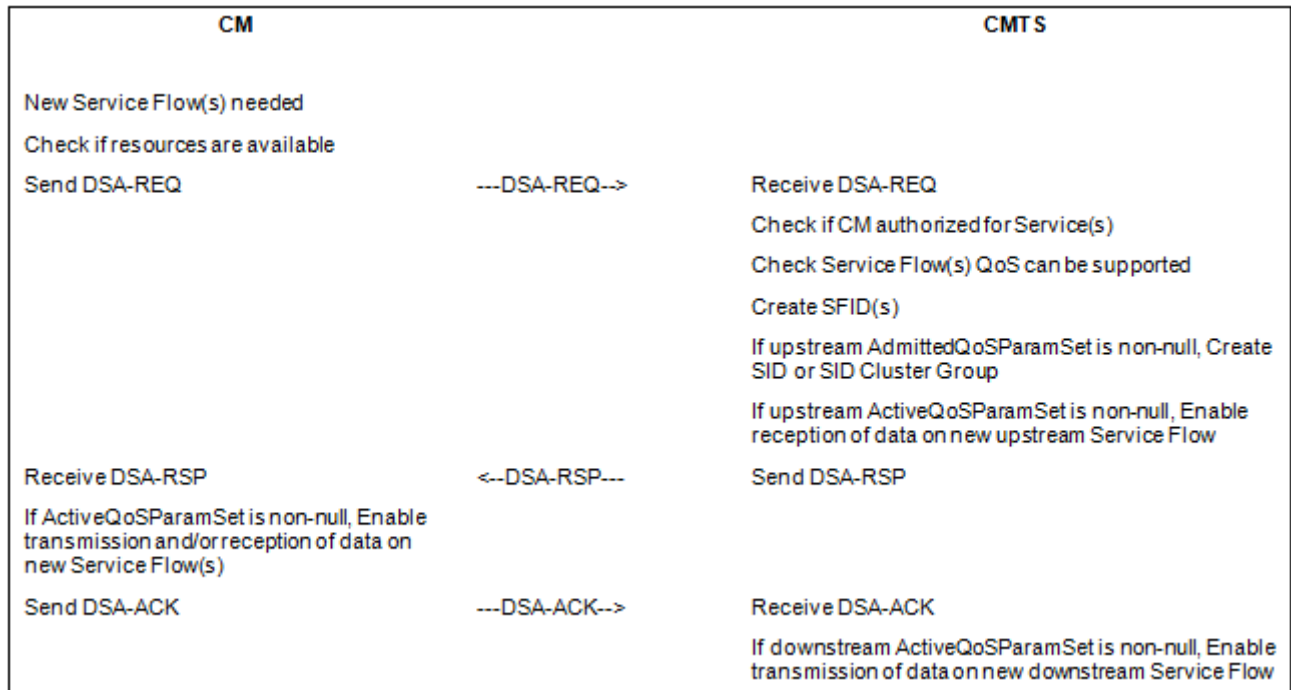 CM CMTS
New Service Flow(s) needed
Check if resources are available
Send DSA-REQ ---DSA-REQ--> Receive DSA-REQ
Check if CM authorized for Service(s)
Check Service Flow(s) QoS can be supported
Create SFID(s)
If upstream AdmittedQoSParamSet is non-null, Create
SID or SID Cluster Group
If upstream ActiveQoSParamSet is non-null, Enable
reception of data on new upstream Service Flow
Receive DSA-RSP <--DSA-RSP--- Send DSA-RSP
If ActiveQoSParamSet is non-null, Enable
transmission and/or reception of data on
new Service Flow(s)
Send DSA-ACK ---DSA-ACK--> Receive DSA-ACK
If downstream ActiveQoSParamSet is non-null, Enable
transmission of data on new downstream Service Flow